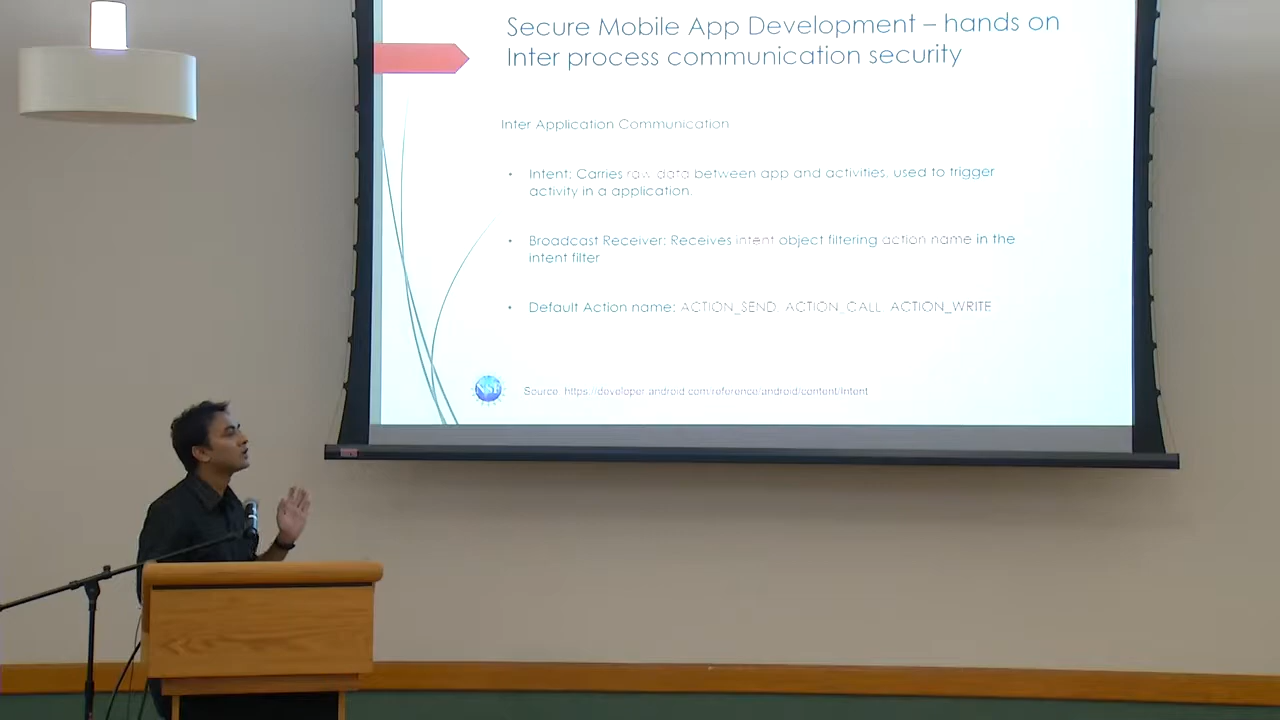 Secure Mobile App Development – hands on
Inter process communication security
Inter Application Communication
• Intent: Carries raw data between app and activities, used to trigger
activity in a application.
• Broadcast Receiver: Receives intent object filtering action name in the
intent filter
• Default Action name: ACTION_SEND, ACTION_CALL, ACTION_WRITE
NSF
Source: https://developer.android.com/reference/android/content/Intent